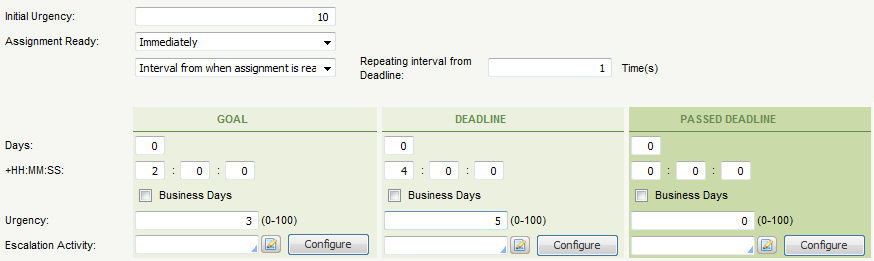 Initial Urgency: 10
Assignment Ready: Immediately
Interval from when assignment is rea Repeating interval from Deadline: 1 Time(s)
GOAL DEADLINE PASSED DEADLINE
Days: 0 0 0
+HH:MM:SS: 2 : 0 : 0 4 : 0 : 0 0 : 0 : 0
Business Days Business Days Business Days
Urgency: 3 (0-100) 5 (0-100) 0 (0-100)
Escalation Activity: Configure Configure Configure